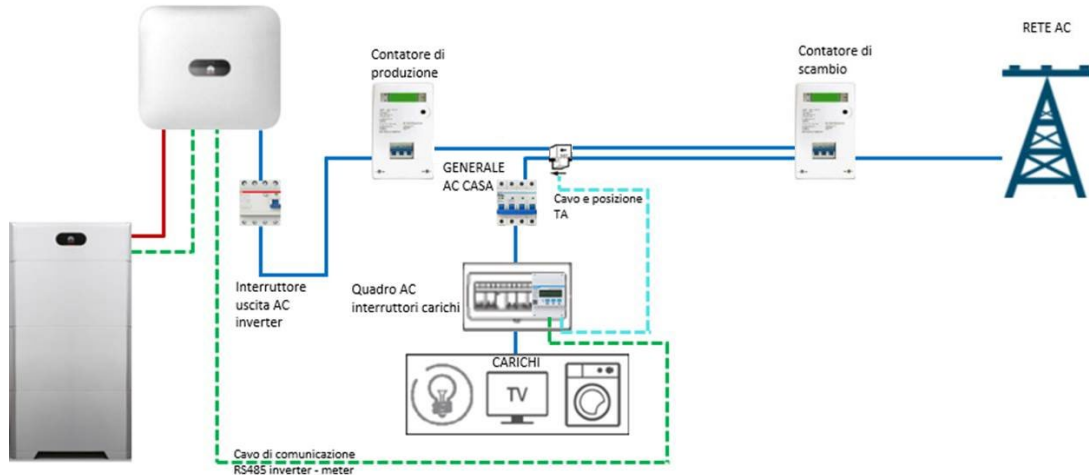 RETE AC
Contatore di
produzione
Contatore di
scambio
GENERALE
AC CASA
Cavo e posizione
TA
Interruttore
uscita AC
inverter
Quadro AC
interruttori carichi
CARICHI
TV
Cavo di comunicazione
RS485 inverter - meter